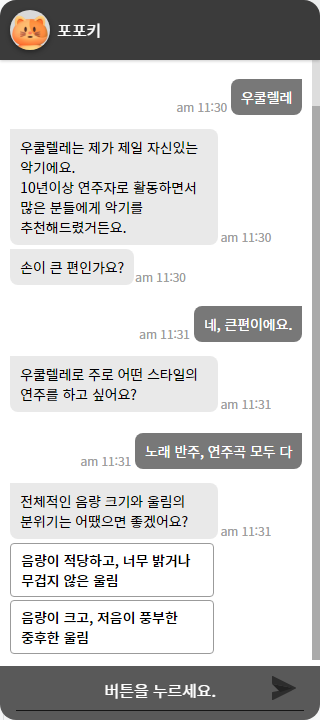 포포키
우쿨렐레
am 11:30
우쿨렐레는 제가 제일 자신있는
악기에요.
10년이상 연주자로 활동하면서
많은 분들에게 악기를
추천해드렸거든요.
am 11:30
손이 큰 편인가요?
am 11:30
네, 큰편이에요.
am 11:31
우쿨렐레로 주로 어떤 스타일의
연주를 하고 싶어요?
am 11:31
노래 반주, 연주곡 모두 다
am 11:31
전체적인 음량 크기와 울림의
분위기는 어땠으면 좋겠어요?
am 11:31
음량이 적당하고, 너무 밝거나
무겁지 않은 울림
음량이 크고, 저음이 풍부한
중후한 울림
버튼을 누르세요.